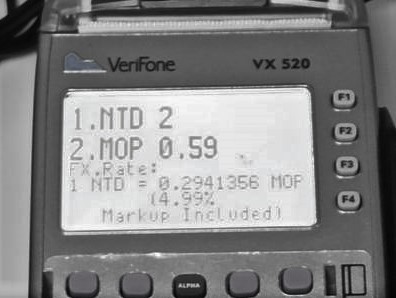 VeriFone VX 520
1.NTD 2
2.MOP 0.59
FX.Rate:
1 NTD = 0.2941356 MOP
(4.99%
Markup Included)
F1
F2
F3
F4
ALPHA